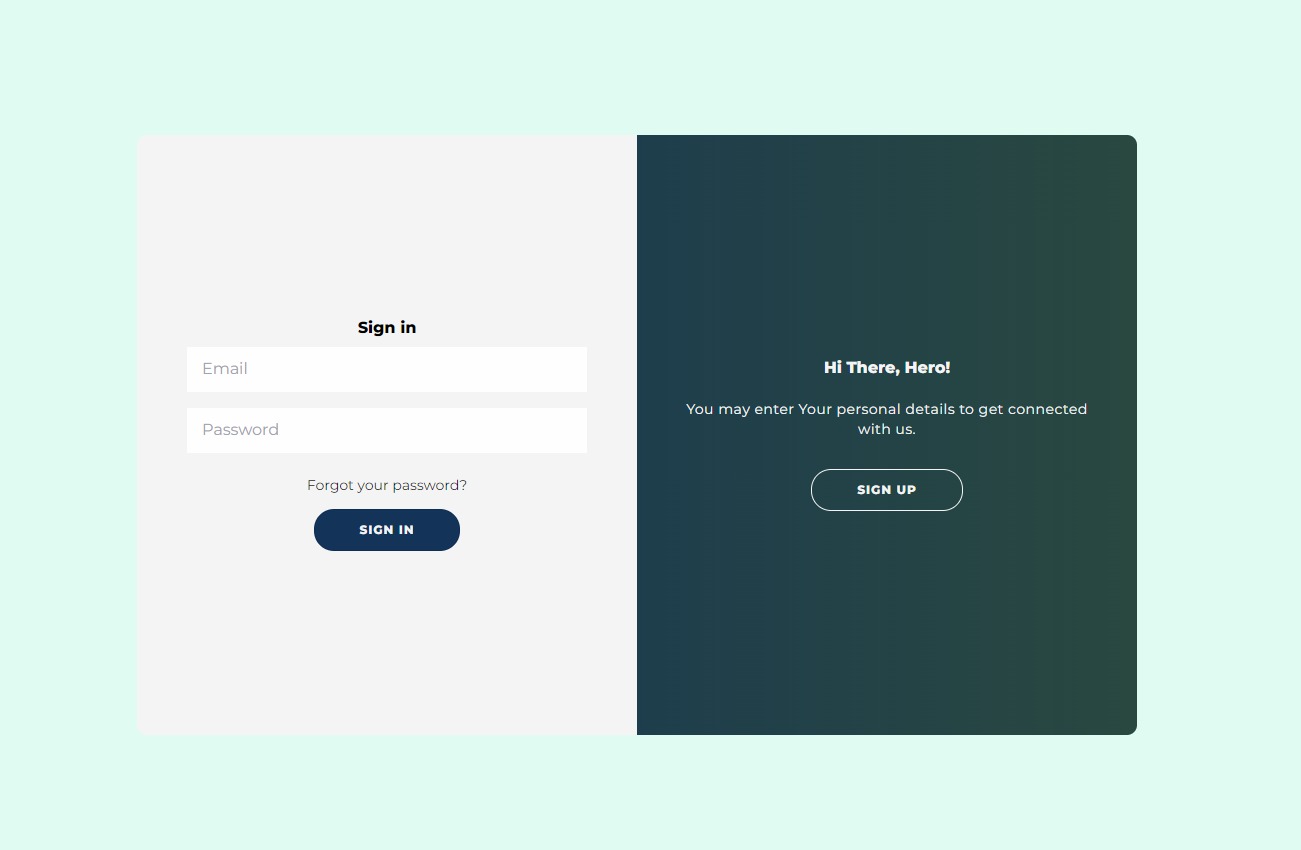 Sign in
Email
Password
Forgot your password?
SIGN IN
Hi There, Hero!
You may enter Your personal details to get connected
with us.
SIGN UP